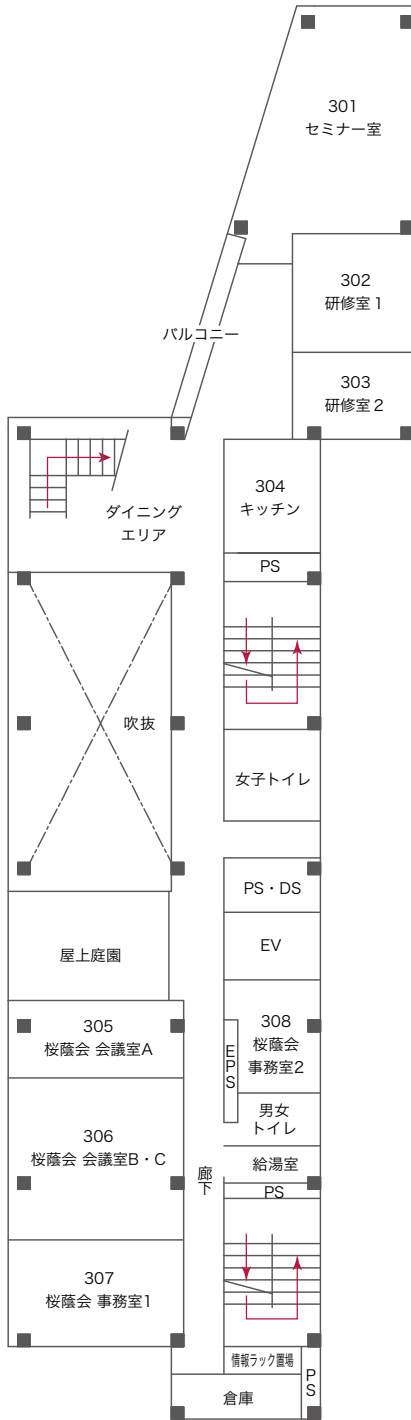 301
セミナー室
302
研修室1
バルコニー
303
研修室2
304
キッチン
ダイニング
エリア
PS
吹抜
女子トイレ
PS・DS
EV
屋上庭園
305
桜蔭会 会議室A
308
桜蔭会
事務室2
EPS
男女
トイレ
306
桜蔭会 会議室B・C
給湯室
廊下
PS
307
桜蔭会 事務室1
情報ラック置場
倉庫
PS